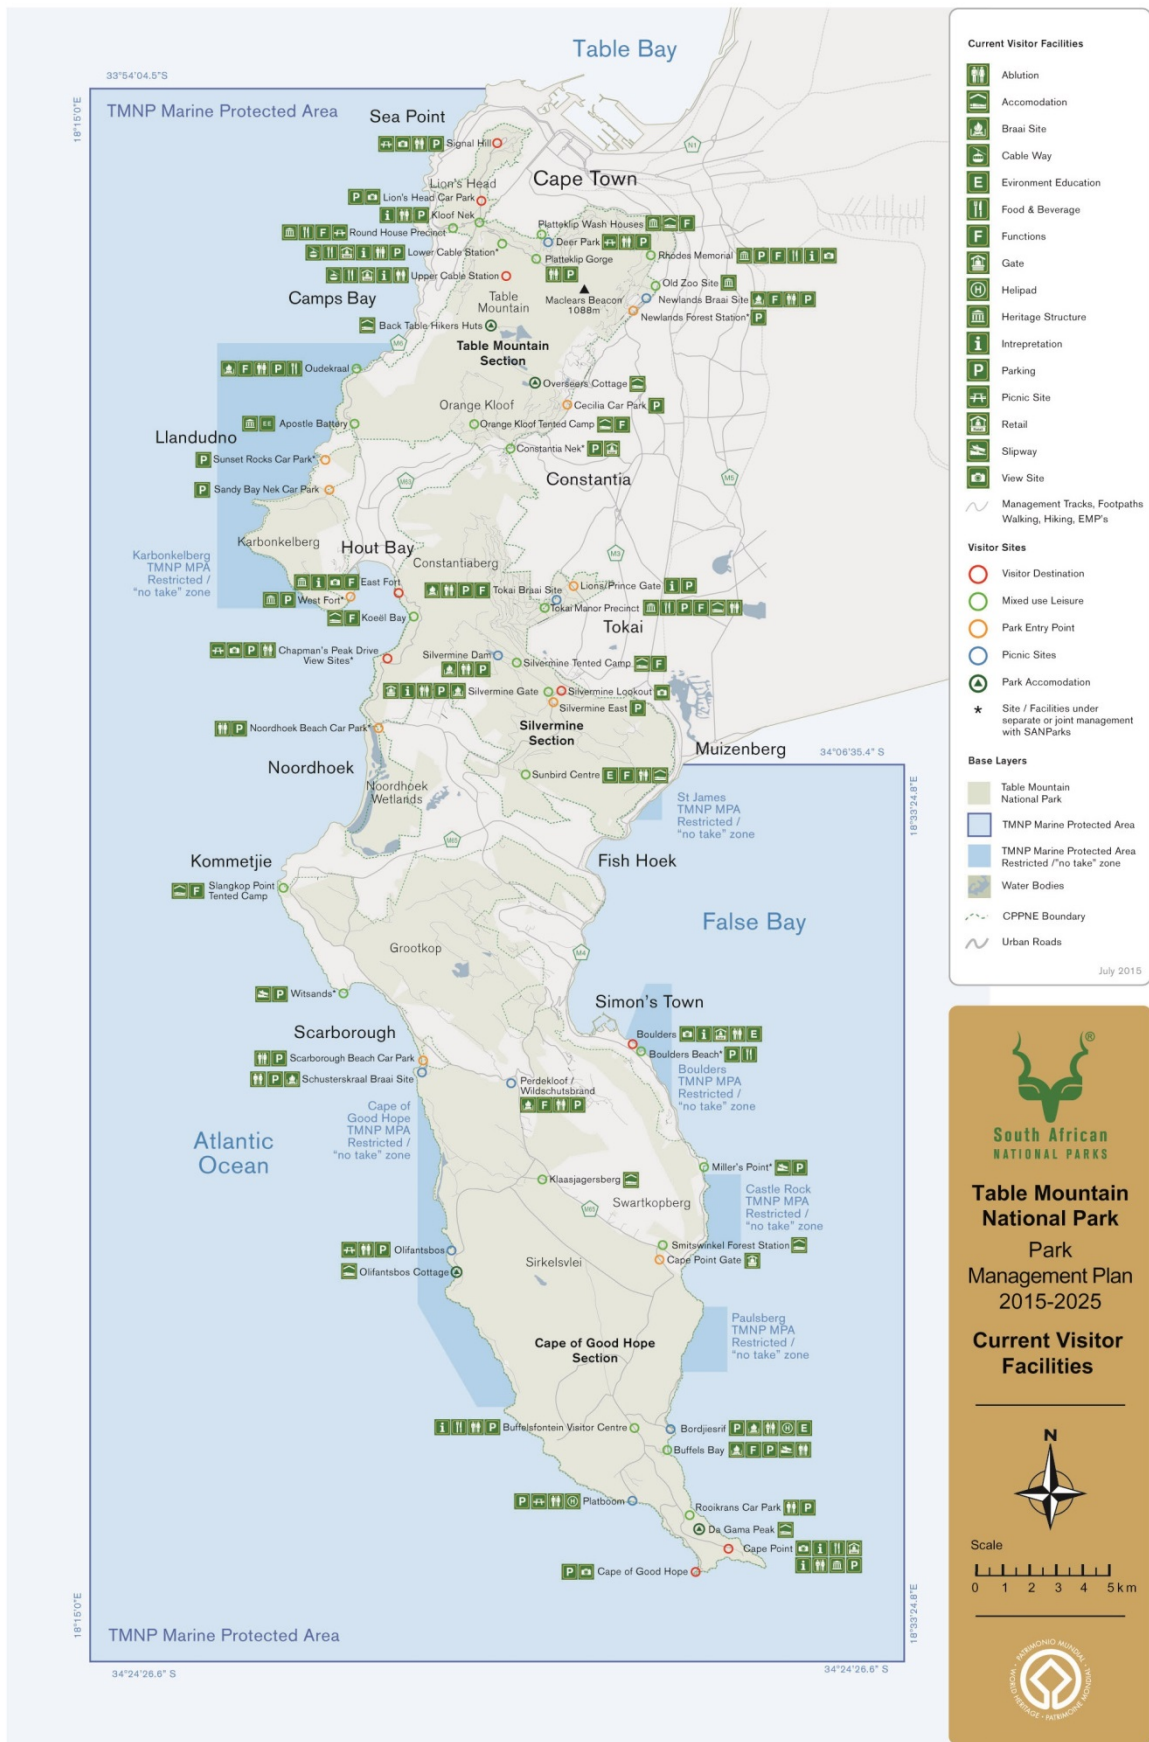 Table Bay
33°54'04.5"S
18°15'0"E
TMNP Marine Protected Area
Sea Point
Signal Hill
N1
Lion's Head
Cape Town
Lion's Head Car Park
Kloof Nek
Round House Precinct
Platteklip Wash Houses
F
Deer Park
Lower Cable Station*
Platteklip Gorge
Rhodes Memorial
Upper Cable Station
Old Zoo Site
Camps Bay
Table
Mountain
Maclears Beacon
1088m
Newlands Braai Site
Newlands Forest Station*
Back Table Hikers Huts
M6
Table Mountain
Section
Oudekraal
Overseers Cottage
Orange Kloof
Cecilia Car Park
Apostle Battery
Orange Kloof Tented Camp
Llandudno
Sunset Rocks Car Park*
Constantia Nek*
Constantia
M63
M5
Sandy Bay Nek Car Park
Karbonkelberg
Hout Bay
Constantiaberg
M3
Karbonkelberg
TMNP MPA
Restricted /
"no take" zone
East Fort
West Fort*
Koeël Bay
Tokai Braai Site
Lions/Prince Gate
Tokai Manor Precinct
Tokai
Chapman's Peak Drive
View Sites*
Silvermine Dam
Silvermine Tented Camp
Silvermine Gate
Silvermine Lookout
Silvermine East
Noordhoek Beach Car Park*
Silvermine
Section
Muizenberg
34°06'35.4" S
18°33'24.8"E
Noordhoek
Noordhoek
Wetlands
Sunbird Centre
St James
TMNP MPA
Restricted /
"no take" zone
Kommetjie
M65
Fish Hoek
Slangkop Point
Tented Camp
False Bay
Grootkop
M4
Witsands*
Simon's Town
Scarborough
Boulders
Boulders Beach*
Scarborough Beach Car Park
Schusterskraal Braai Site
Perdekloof /
Wildschutsbrand
Boulders
TMNP MPA
Restricted /
"no take" zone
Cape of
Good Hope
TMNP MPA
Restricted /
"no take" zone
Atlantic
Ocean
Miller's Point*
Klaasjagersberg
Castle Rock
TMNP MPA
Restricted /
"no take" zone
Swartkopberg
M65
Smitswinkel Forest Station
Cape Point Gate
Olifantsbos
Olifantsbos Cottage
Sirkelsvlei
Paulsberg
TMNP MPA
Restricted /
"no take" zone
Cape of Good Hope
Section
Buffelsfontein Visitor Centre
Bordjiesrif
Buffels Bay
Platboom
Rooikrans Car Park
Da Gama Peak
Cape Point
Cape of Good Hope
18°15'0"E
18°33'24.8"E
TMNP Marine Protected Area
34°24'26.6" S
34°24'26.6" S
Current Visitor Facilities
Ablution
Accomodation
Braai Site
Cable Way
E Evironment Education
Food & Beverage
F Functions
Gate
H Helipad
Heritage Structure
i Intrepretation
P Parking
Picnic Site
Retail
Slipway
View Site
Management Tracks, Footpaths
Walking, Hiking, EMP's
Visitor Sites
Visitor Destination
Mixed use Leisure
Park Entry Point
Picnic Sites
Park Accomodation
* Site / Facilities under
separate or joint management
with SANParks
Base Layers
Table Mountain
National Park
TMNP Marine Protected Area
TMNP Marine Protected Area
Restricted /"no take" zone
Water Bodies
CPPNE Boundary
Urban Roads
July 2015
®
South African
NATIONAL PARKS
Table Mountain
National Park
Park
Management Plan
2015-2025
Current Visitor
Facilities
N
Scale
0 1 2 3 4 5 km
PATRIMONIO MUNDIAL • WORLD HERITAGE • PATRIMOINE MONDIAL